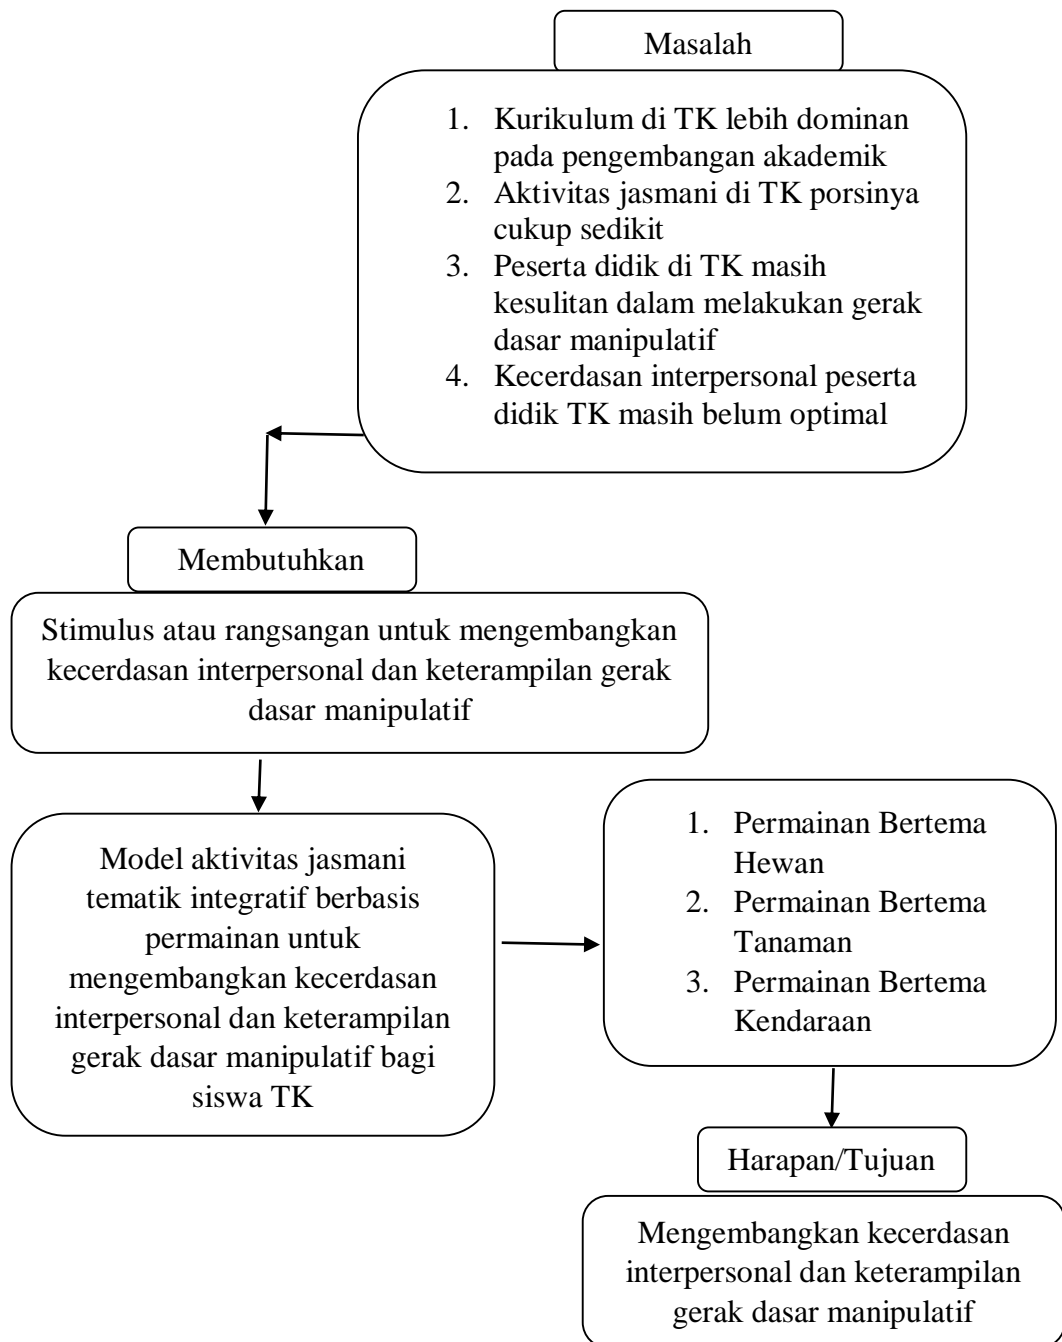 Masalah
1. Kurikulum di TK lebih dominan
pada pengembangan akademik
2. Aktivitas jasmani di TK porsinya
cukup sedikit
3. Peserta didik di TK masih
kesulitan dalam melakukan gerak
dasar manipulatif
4. Kecerdasan interpersonal peserta
didik TK masih belum optimal
Membutuhkan
Stimulus atau rangsangan untuk mengembangkan
kecerdasan interpersonal dan keterampilan gerak
dasar manipulatif
Model aktivitas jasmani
tematik integratif berbasis
permainan untuk
mengembangkan kecerdasan
interpersonal dan keterampilan
gerak dasar manipulatif bagi
siswa TK
1. Permainan Bertema
Hewan
2. Permainan Bertema
Tanaman
3. Permainan Bertema
Kendaraan
Harapan/Tujuan
Mengembangkan kecerdasan
interpersonal dan keterampilan
gerak dasar manipulatif